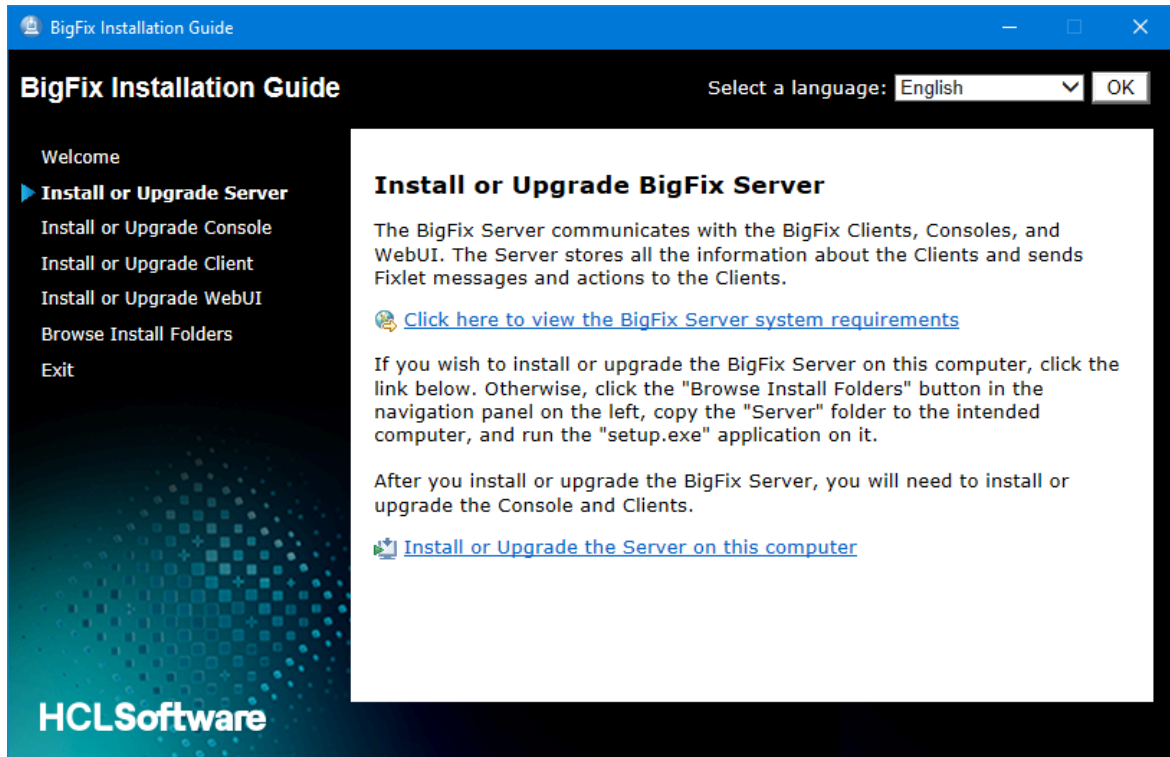 BigFix Installation Guide
BigFix Installation Guide
Select a language: English OK
Welcome
Install or Upgrade Server
Install or Upgrade Console
Install or Upgrade Client
Install or Upgrade WebUI
Browse Install Folders
Exit
Install or Upgrade BigFix Server
The BigFix Server communicates with the BigFix Clients, Consoles, and
WebUI. The Server stores all the information about the Clients and sends
Fixlet messages and actions to the Clients.
Click here to view the BigFix Server system requirements
If you wish to install or upgrade the BigFix Server on this computer, click the
link below. Otherwise, click the "Browse Install Folders" button in the
navigation panel on the left, copy the "Server" folder to the intended
computer, and run the "setup.exe" application on it.
After you install or upgrade the BigFix Server, you will need to install or
upgrade the Console and Clients.
Install or Upgrade the Server on this computer
HCLSoftware